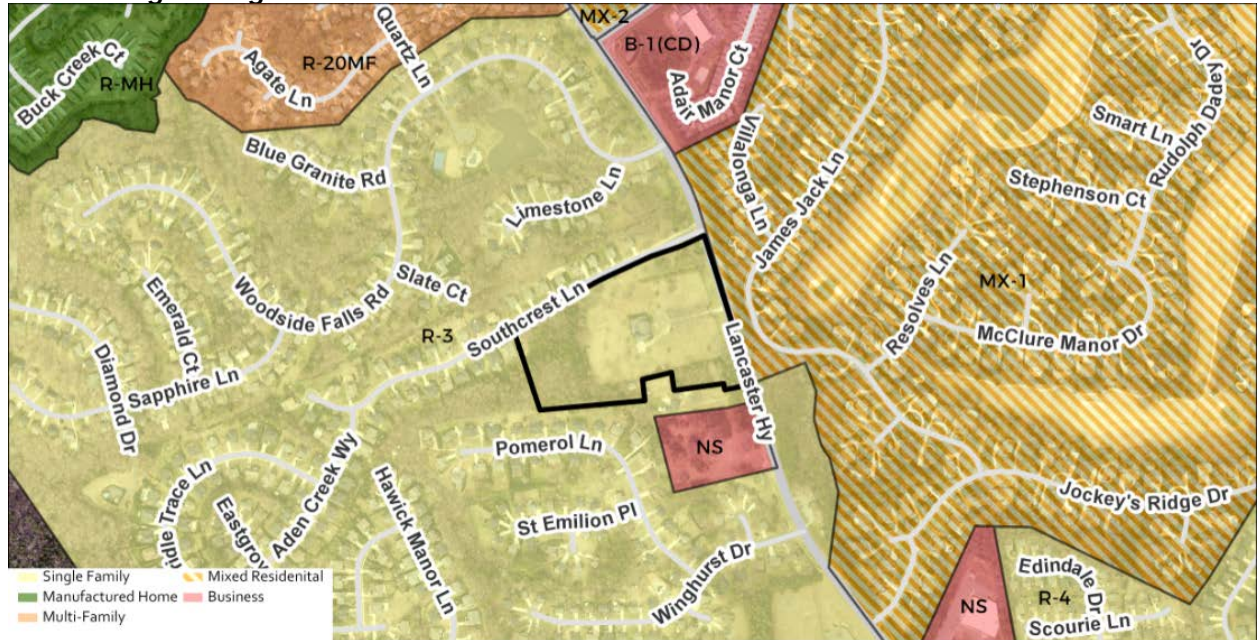 MX-2
Quartz Ln
B-1(CD)
Buck Creek Ct
Agate Ln
R-20MF
R-MH
Adair Manor Ct
Rudolph Dadey Dr
Smart Ln
Blue Granite Rd
Villalonga Ln
Limestone Ln
James Jack Ln
Stephenson Ct
Slate Ct
Woodside Falls Rd
Emerald Ct
Resolves Ln
MX-1
R-3
Southcrest Ln
Lancaster Hy
McClure Manor Dr
Diamond Dr
Sapphire Ln
Pomerol Ln
NS
Aden Creek Wy
Trace Ln
Eastgrov
Hawick Manor Ln
St Emilion Pl
Jockey's Ridge Dr
Winghurst Dr
NS
Edindale Dr
R-4
Scourie Ln
Single Family
Mixed Residenital
Manufactured Home
Business
Multi-Family